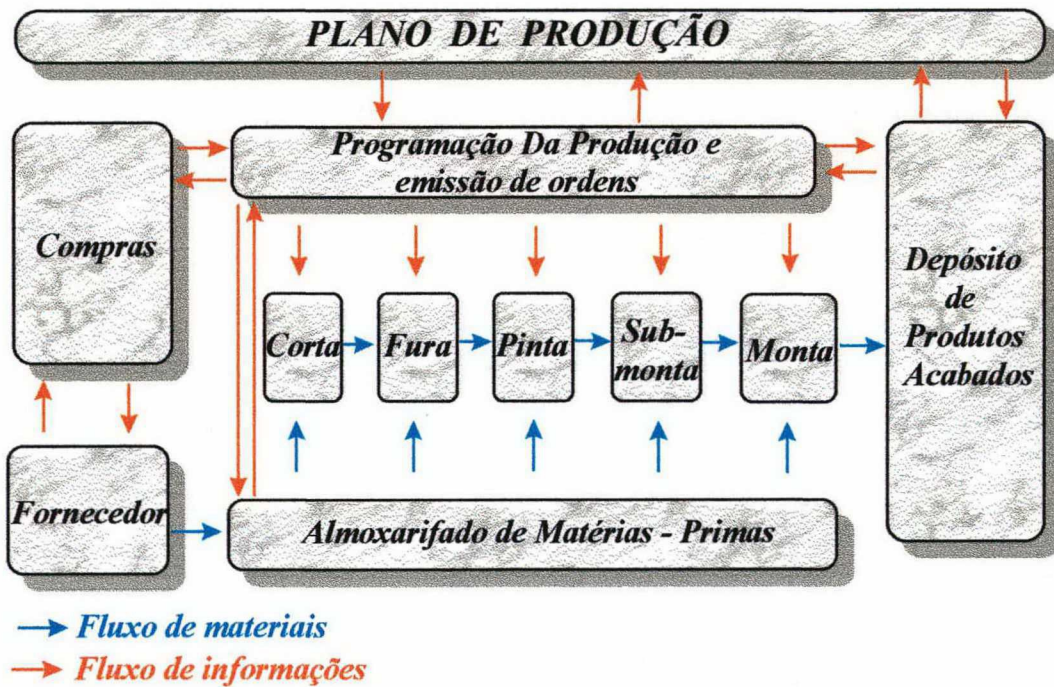 PLANO DE PRODUÇÃO
Programação Da Produção e
emissão de ordens
Compras
Depósito
de
Produtos
Acabados
Corta
Fura
Pinta
Sub-
monta
Monta
Fornecedor
Almoxarifado de Matérias - Primas
Fluxo de materiais
Fluxo de informações